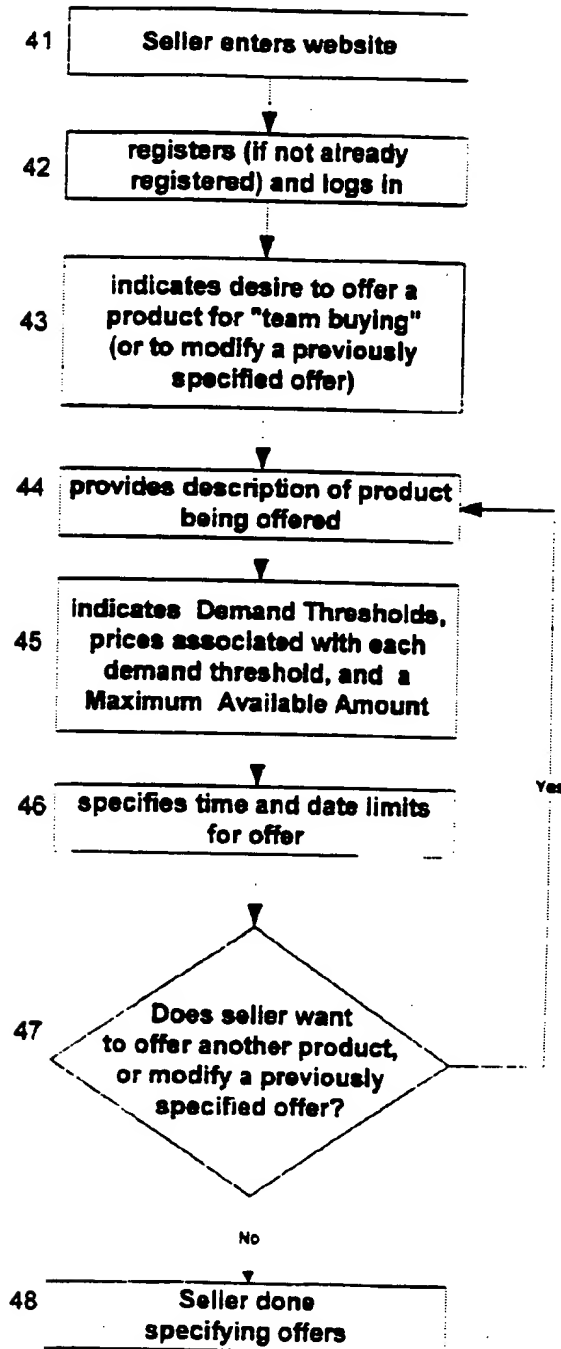 41
Seller enters website
42
registers (if not already
registered) and logs in
43
indicates desire to offer a
product for "team buying"
(or to modify a previously
specified offer)
44
provides description of product
being offered
45
indicates Demand Thresholds,
prices associated with each
demand threshold, and a
Maximum Available Amount
46
specifies time and date limits
for offer
Yes
47
Does seller want
to offer another product,
or modify a previously
specified offer?
No
48
Seller done
specifying offers